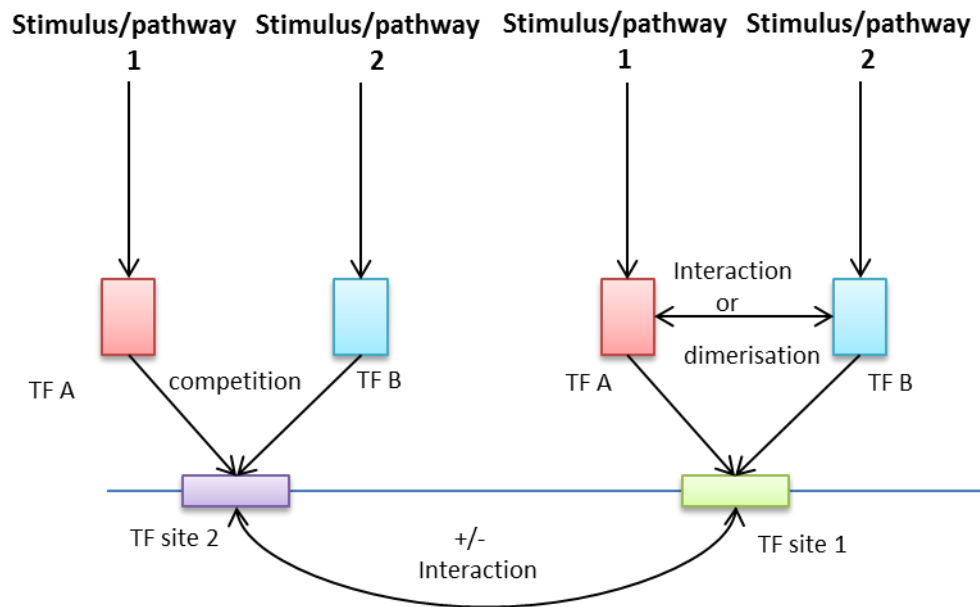 Stimulus/pathway
1
Stimulus/pathway
2
Stimulus/pathway
1
Stimulus/pathway
2
Interaction
or
dimerisation
competition
TF A
TF B
TF A
TF B
TF site 2
+/-
Interaction
TF site 1